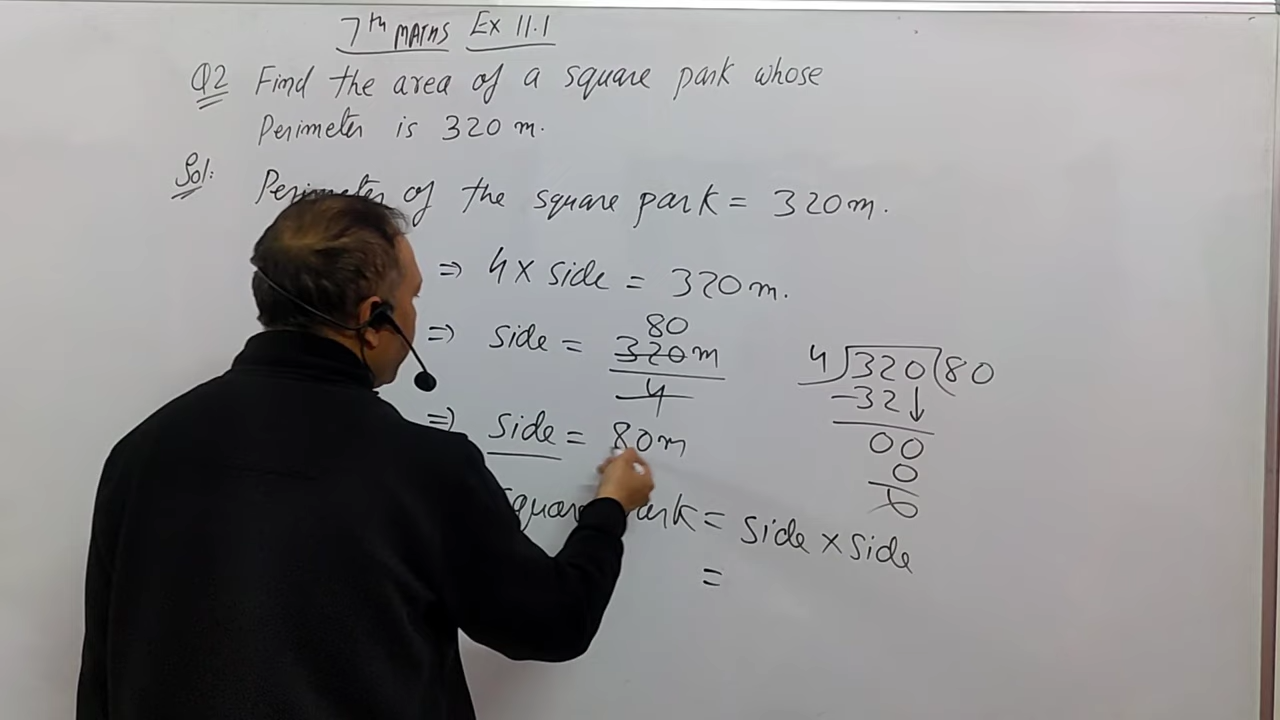 7th MATHS Ex 11.1
Q2 Find the area of a square park whose
Perimeter is 320 m.
Sol: Perimeter of the square park = 320m.
⇒ 4 × side = 320m.
⇒ side = 320m / 4 80
⇒ side = 80m
square park = side × side
=
4)320(80
-32↓
00
0
0